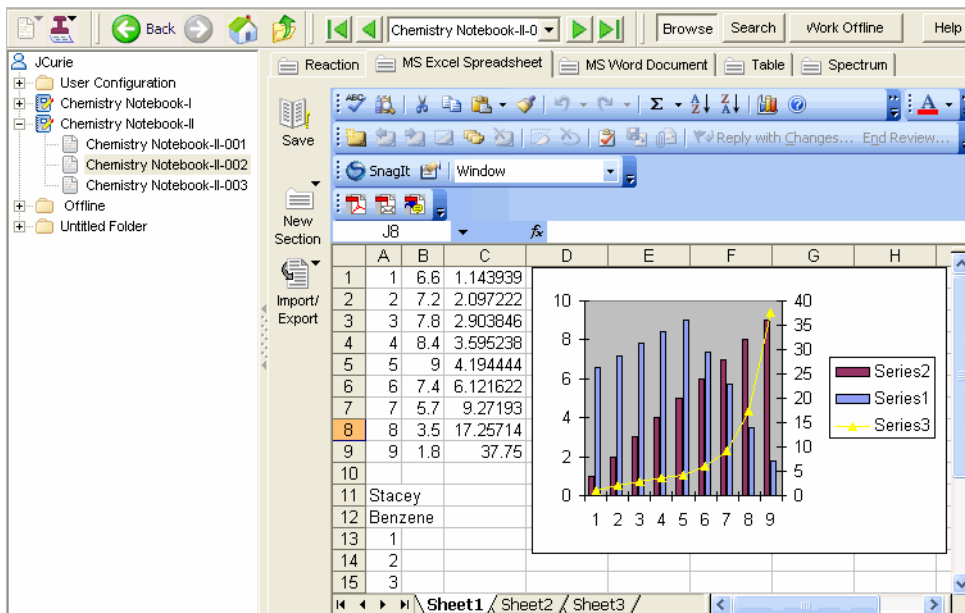 Back Chemistry Notebook-II-0 Browse Search Work Offline Help
JCurie
User Configuration
Chemistry Notebook-I
Chemistry Notebook-II
Chemistry Notebook-II-001
Chemistry Notebook-II-002
Chemistry Notebook-II-003
Offline
Untitled Folder
Reaction MS Excel Spreadsheet MS Word Document Table Spectrum
Save
New
Section
Import/
Export
ABC Σ A Z Z A ? A
Reply with Changes... End Review...
SnagIt Window
J8 fx
A B C D E F G H
1 1 6.6 1.143939
2 2 7.2 2.097222
3 3 7.8 2.903846
4 4 8.4 3.595238
5 5 9 4.194444
6 6 7.4 6.121622
7 7 5.7 9.27193
8 8 3.5 17.25714
9 9 1.8 37.75
10
11 Stacey
12 Benzene
13 1
14 2
15 3
10
8
6
4
2
0
40
35
30
25
20
15
10
5
0
1 2 3 4 5 6 7 8 9
Series2
Series1
Series3
Sheet1 Sheet2 Sheet3